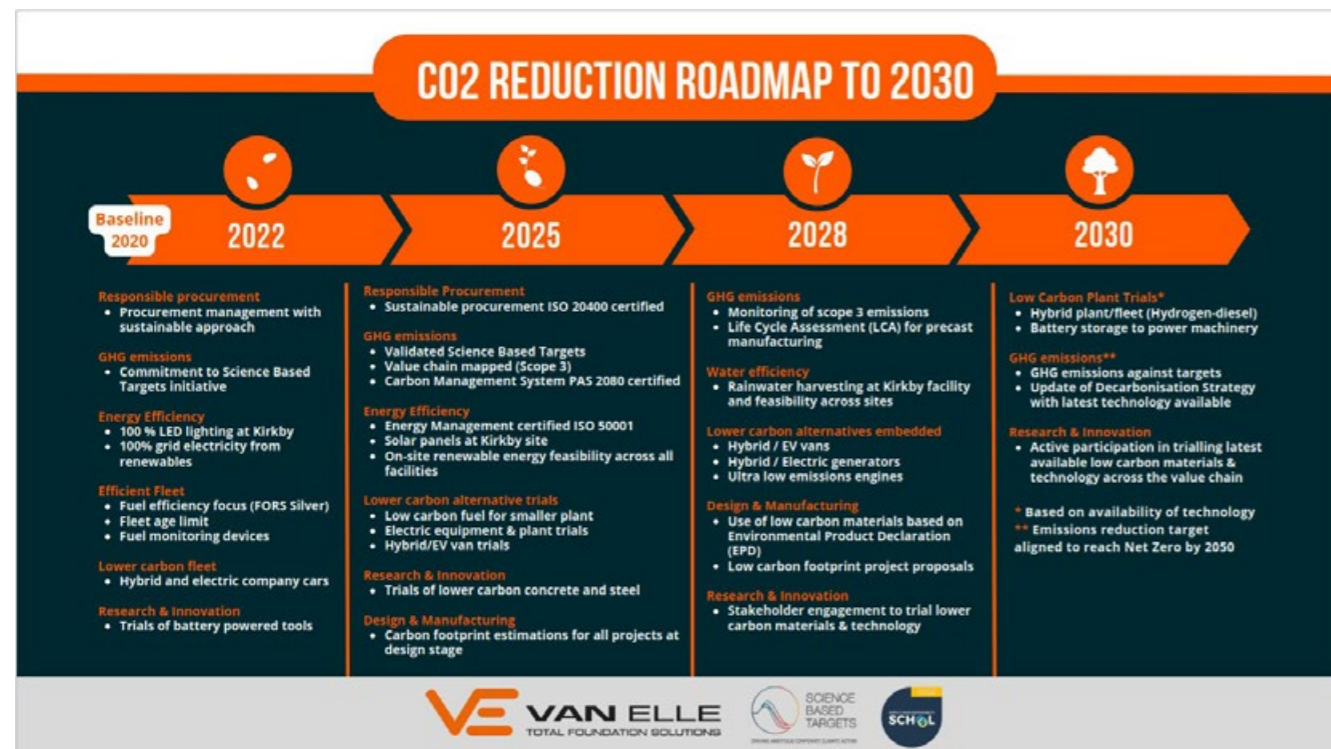 CO2 REDUCTION ROADMAP TO 2030
Baseline
2020
2022
2025
2028
2030
Responsible procurement
• Procurement management with
sustainable approach
GHG emissions
• Commitment to Science Based
Targets initiative
Energy Efficiency
• 100 % LED lighting at Kirkby
• 100% grid electricity from
renewables
Efficient Fleet
• Fuel efficiency focus (FORS Silver)
• Fleet age limit
• Fuel monitoring devices
Lower carbon fleet
• Hybrid and electric company cars
Research & Innovation
• Trials of battery powered tools
Responsible Procurement
• Sustainable procurement ISO 20400 certified
GHG emissions
• Validated Science Based Targets
• Value chain mapped (Scope 3)
• Carbon Management System PAS 2080 certified
Energy Efficiency
• Energy Management certified ISO 50001
• Solar panels at Kirkby site
• On-site renewable energy feasibility across all
facilities
Lower carbon alternative trials
• Low carbon fuel for smaller plant
• Electric equipment & plant trials
• Hybrid/EV van trials
Research & Innovation
• Trials of lower carbon concrete and steel
Design & Manufacturing
• Carbon footprint estimations for all projects at
design stage
GHG emissions
• Monitoring of scope 3 emissions
• Life Cycle Assessment (LCA) for precast
manufacturing
Water efficiency
• Rainwater harvesting at Kirkby facility
and feasibility across sites
Lower carbon alternatives embedded
• Hybrid / EV vans
• Hybrid / Electric generators
• Ultra low emissions engines
Design & Manufacturing
• Use of low carbon materials based on
Environmental Product Declaration
(EPD)
• Low carbon footprint project proposals
Research & Innovation
• Stakeholder engagement to trial lower
carbon materials & technology
Low Carbon Plant Trials*
• Hybrid plant/fleet (Hydrogen-diesel)
• Battery storage to power machinery
GHG emissions**
• GHG emissions against targets
• Update of Decarbonisation Strategy
with latest technology available
Research & Innovation
• Active participation in trialling latest
available low carbon materials &
technology across the value chain
* Based on availability of technology
** Emissions reduction target
aligned to reach Net Zero by 2050
VE VAN ELLE
TOTAL FOUNDATION SOLUTIONS
SCIENCE
BASED
TARGETS
DRIVING AMBITIOUS CORPORATE CLIMATE ACTION
SCHOOL